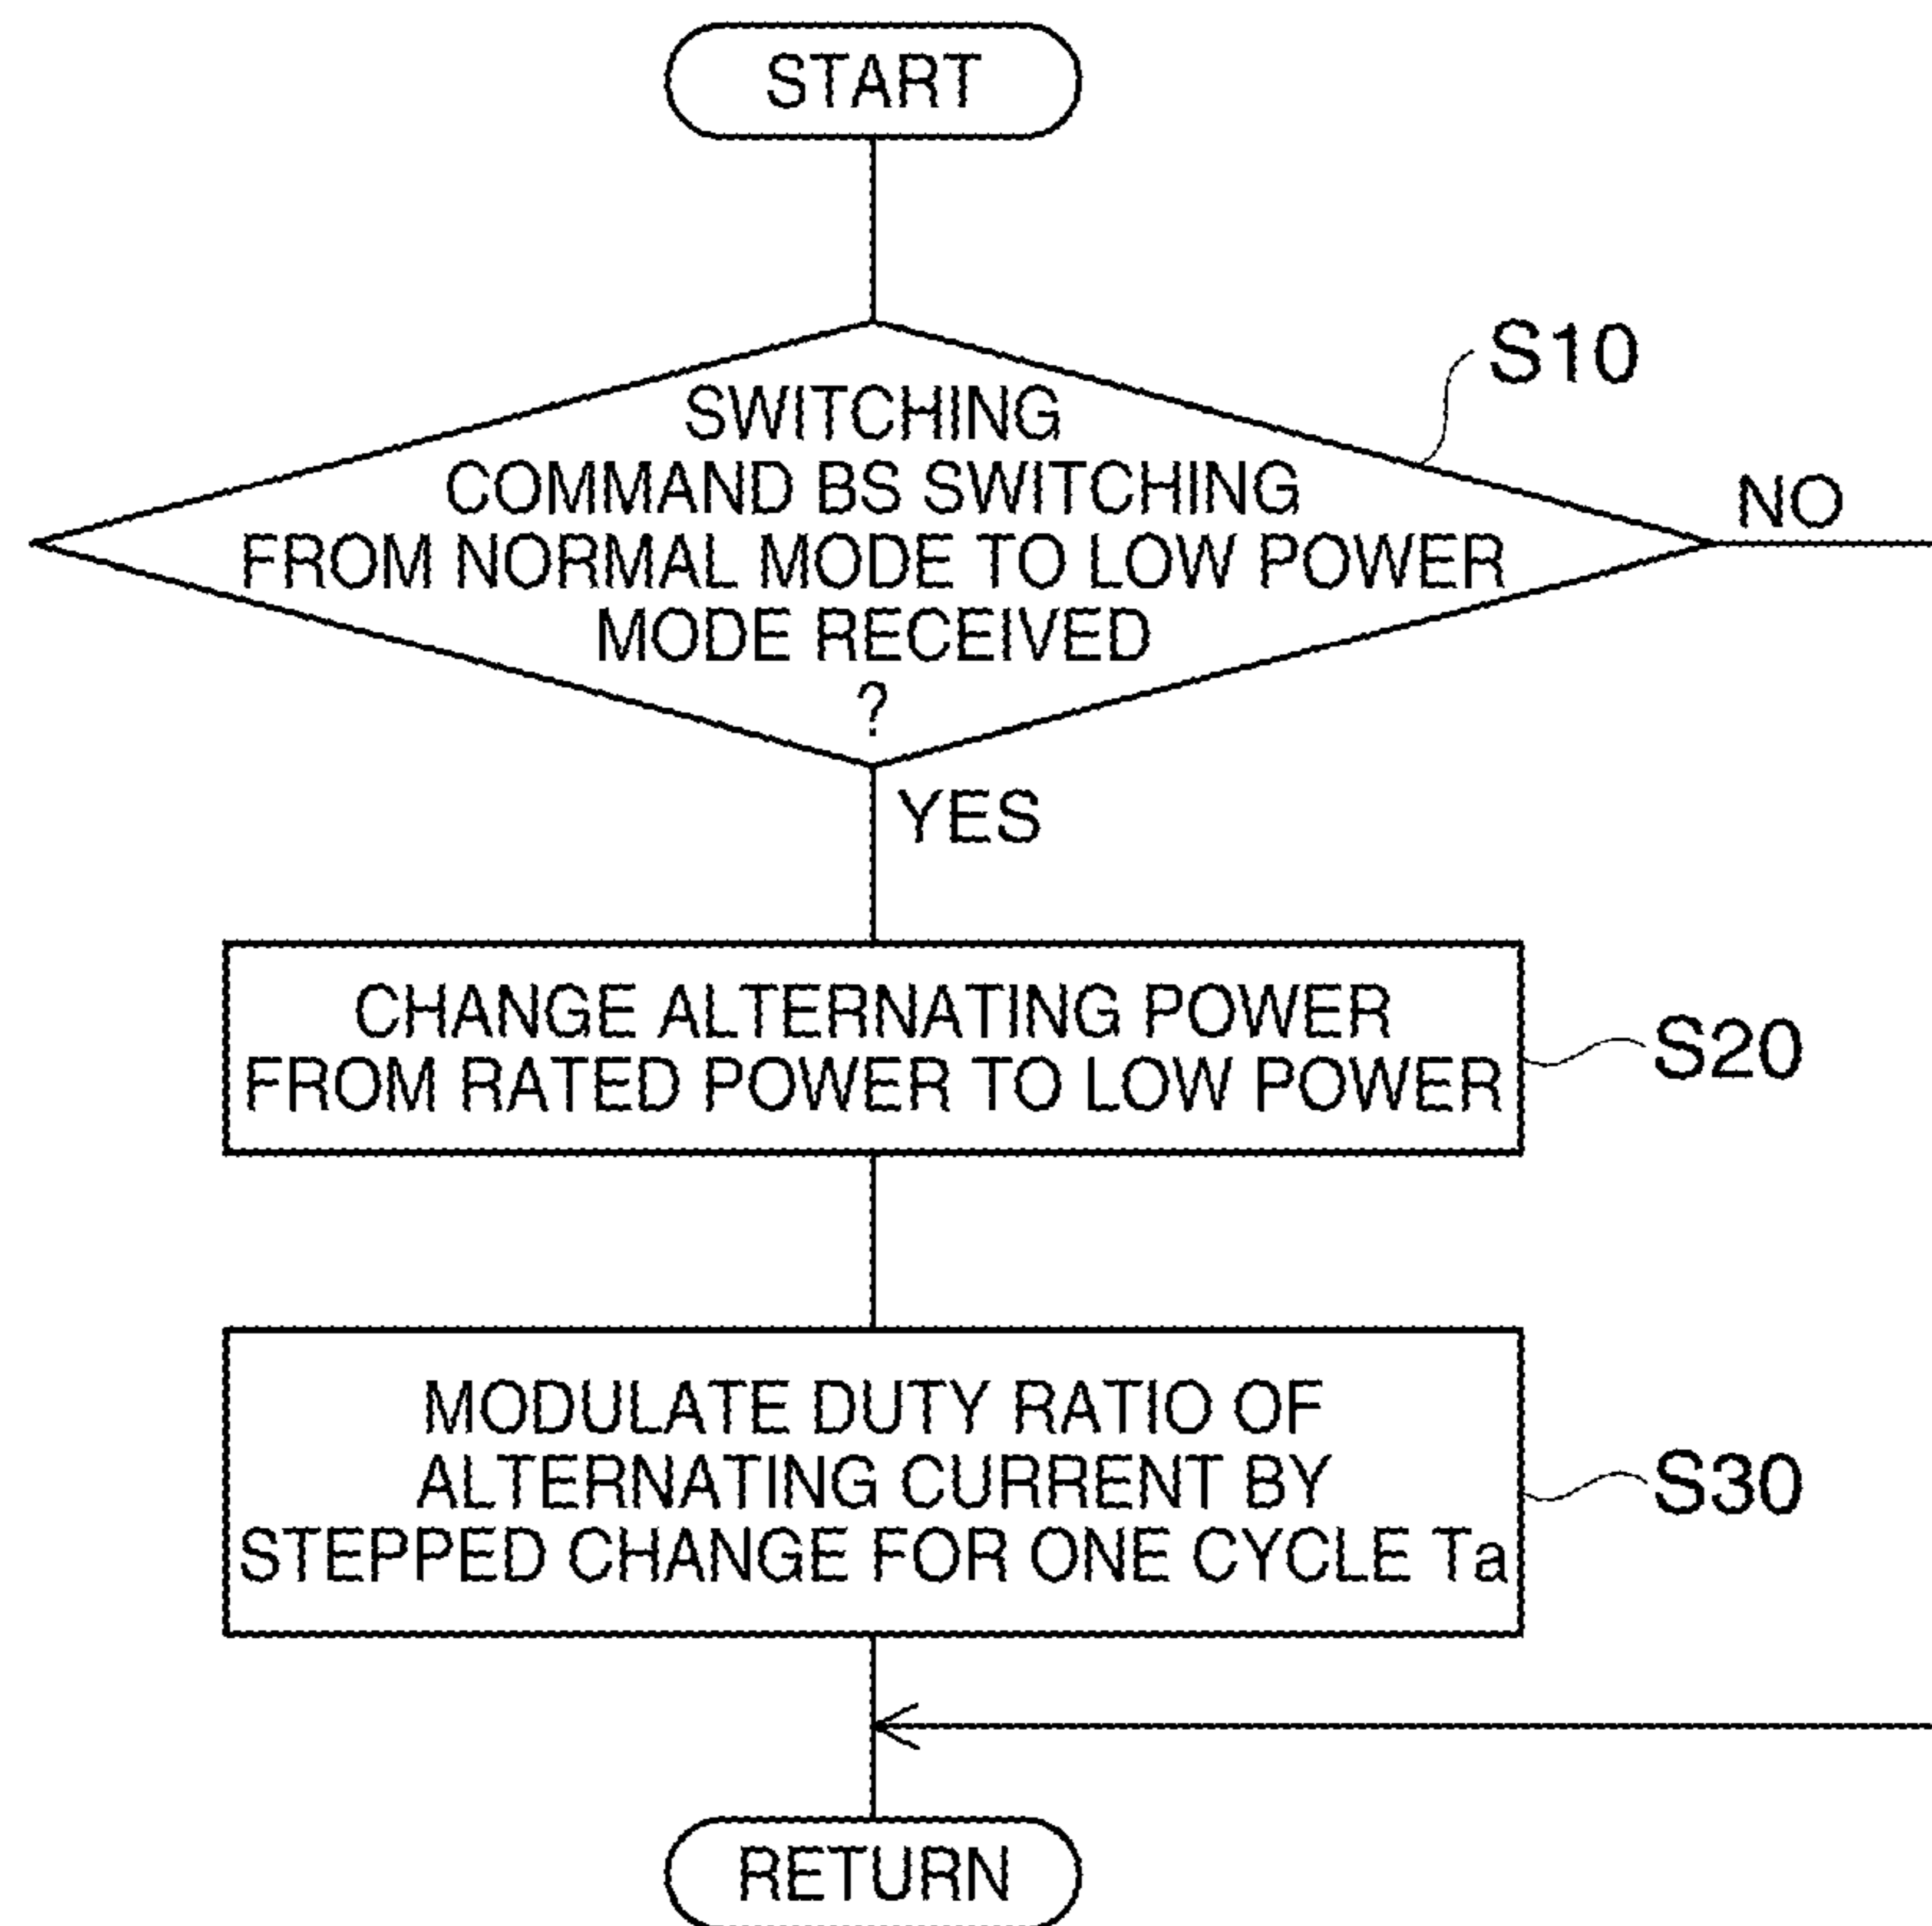 START
SWITCHING
COMMAND BS SWITCHING
FROM NORMAL MODE TO LOW POWER
MODE RECEIVED
?
S10
NO
YES
CHANGE ALTERNATING POWER
FROM RATED POWER TO LOW POWER
S20
MODULATE DUTY RATIO OF
ALTERNATING CURRENT BY
STEPPED CHANGE FOR ONE CYCLE Ta
S30
RETURN